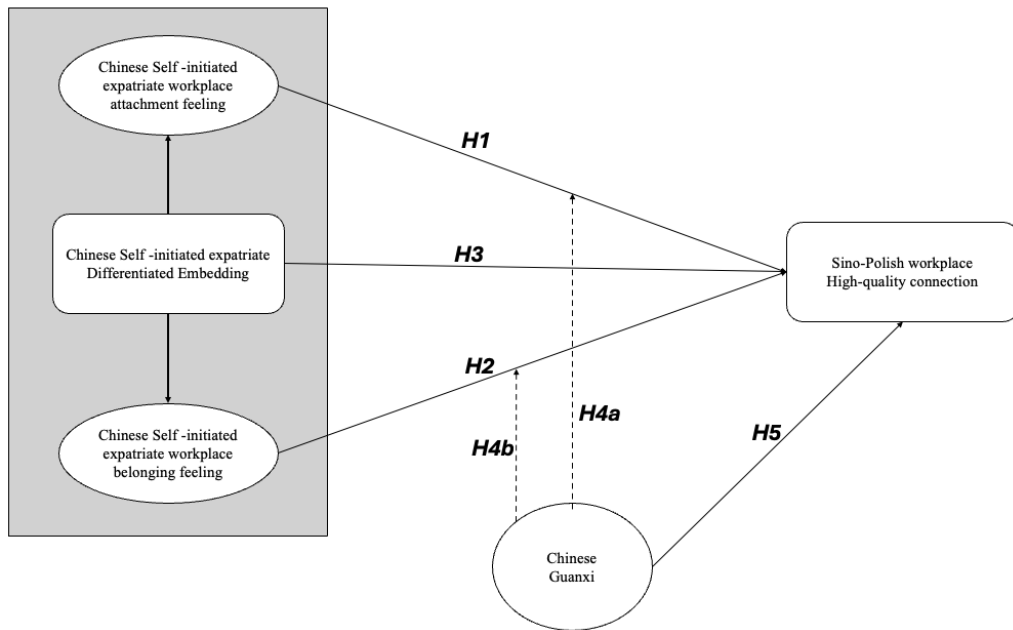 Chinese Self -initiated
expatriate workplace
attachment feeling
H1
Chinese Self -initiated expatriate
Differentiated Embedding
H3
Sino-Polish workplace
High-quality connection
H2
Chinese Self -initiated
expatriate workplace
belonging feeling
H4a
H4b
H5
Chinese
Guanxi